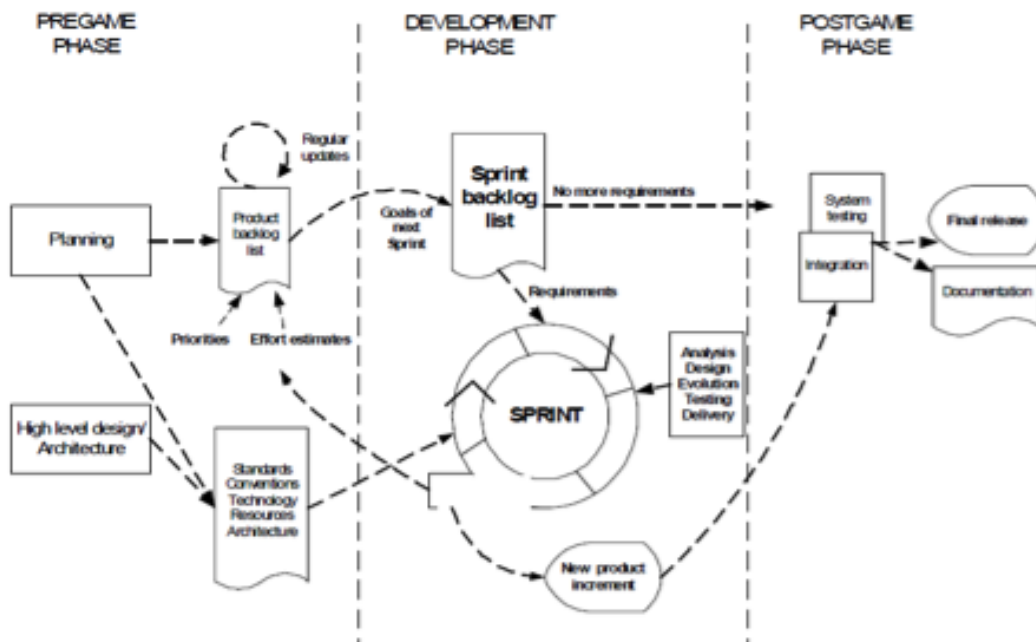 PREGAME
PHASE
DEVELOPMENT
PHASE
POSTGAME
PHASE
Regular
updates
Planning
Product
backlog
list
Goals of
next
Sprint
Sprint
backlog
list
No more requirements
System
testing
Integration
Final release
Documentation
Priorities
Effort estimates
Requirements
High level design/
Architecture
Standards
Conventions
Technology
Resources
Architecture
SPRINT
Analysis
Design
Evolution
Testing
Delivery
New product
increment